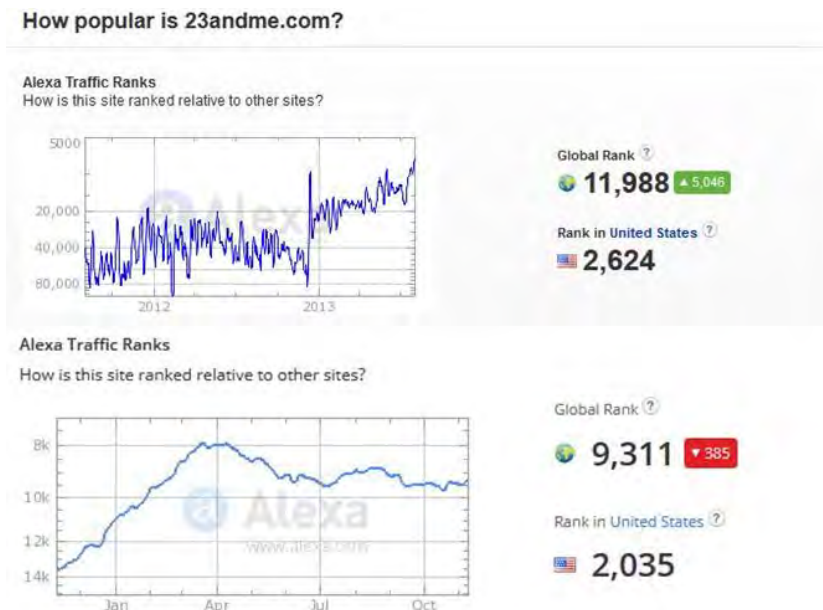 How popular is 23andme.com?
Alexa Traffic Ranks
How is this site ranked relative to other sites?
5000
20,000
40,000
80,000
2012
2013
Alexa
Global Rank ?
11,988 ▲ 5,046
Rank in United States ?
2,624
Alexa Traffic Ranks
How is this site ranked relative to other sites?
8k
10k
12k
14k
Jan
Apr
Jul
Oct
a Alexa
www.alexa.com
Global Rank ?
9,311 ▼ 385
Rank in United States ?
2,035